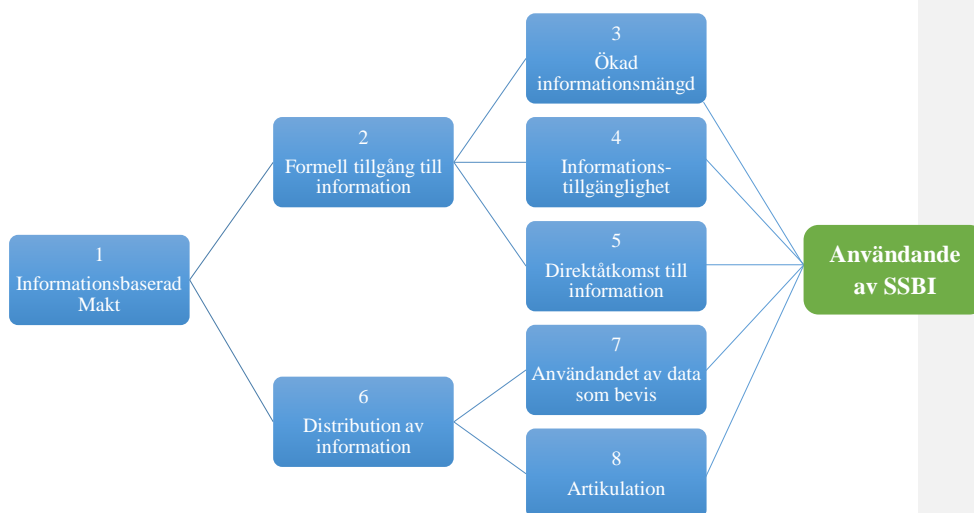 1
Informationsbaserad
Makt
2
Formell tillgång till
information
3
Ökad
informationsmängd
4
Informations-
tillgänglighet
5
Direktåtkomst till
information
6
Distribution av
information
7
Användandet av data
som bevis
8
Artikulation
Användande
av SSBI